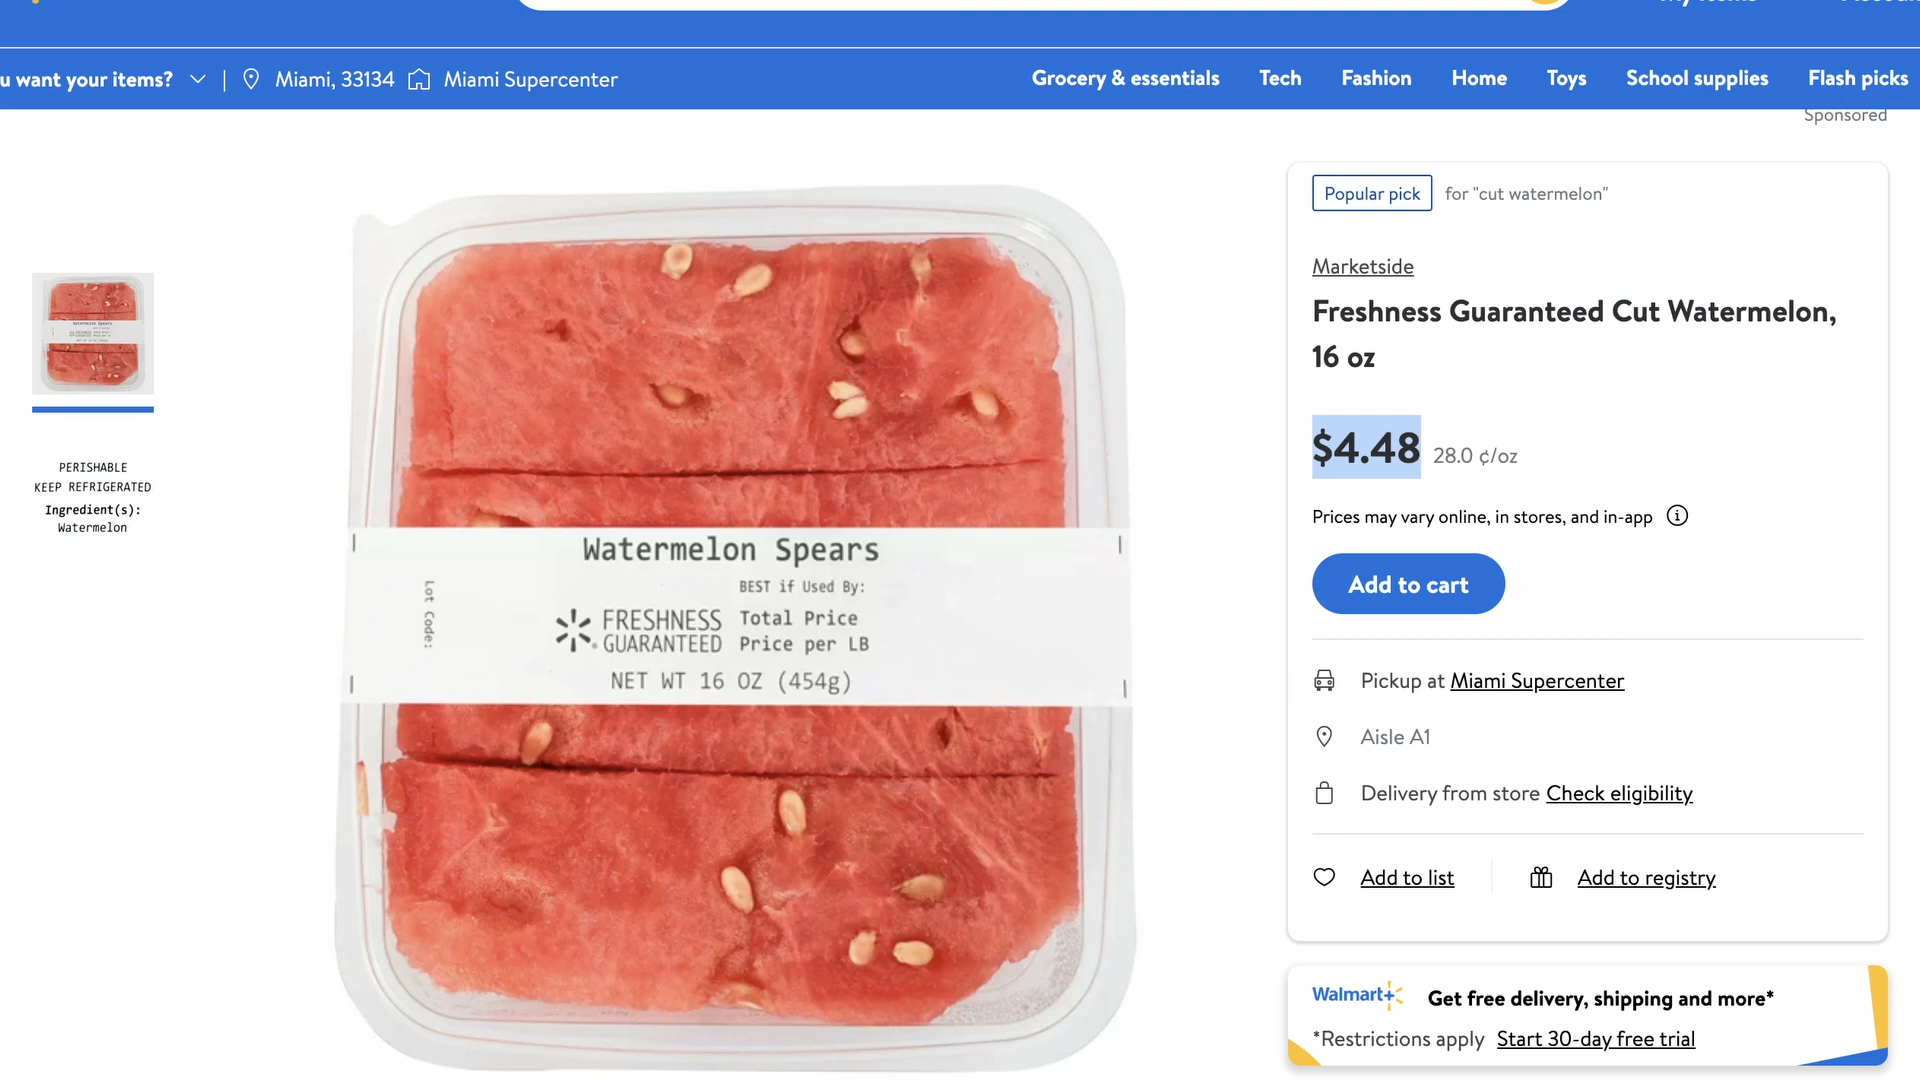 want your items?
Miami, 33134
Miami Supercenter
Grocery & essentials
Tech
Fashion
Home
Toys
School supplies
Flash picks
Sponsored
PERISHABLE
KEEP REFRIGERATED
Ingredient(s):
Watermelon
Watermelon Spears
BEST if Used By:
Lot Code:
FRESHNESS
GUARANTEED
Total Price
Price per LB
NET WT 16 OZ (454g)
Popular pick for "cut watermelon"
Marketside
Freshness Guaranteed Cut Watermelon,
16 oz
$4.48 28.0 ¢/oz
Prices may vary online, in stores, and in-app
Add to cart
Pickup at Miami Supercenter
Aisle A1
Delivery from store Check eligibility
Add to list
Add to registry
Walmart+ Get free delivery, shipping and more*
*Restrictions apply Start 30-day free trial